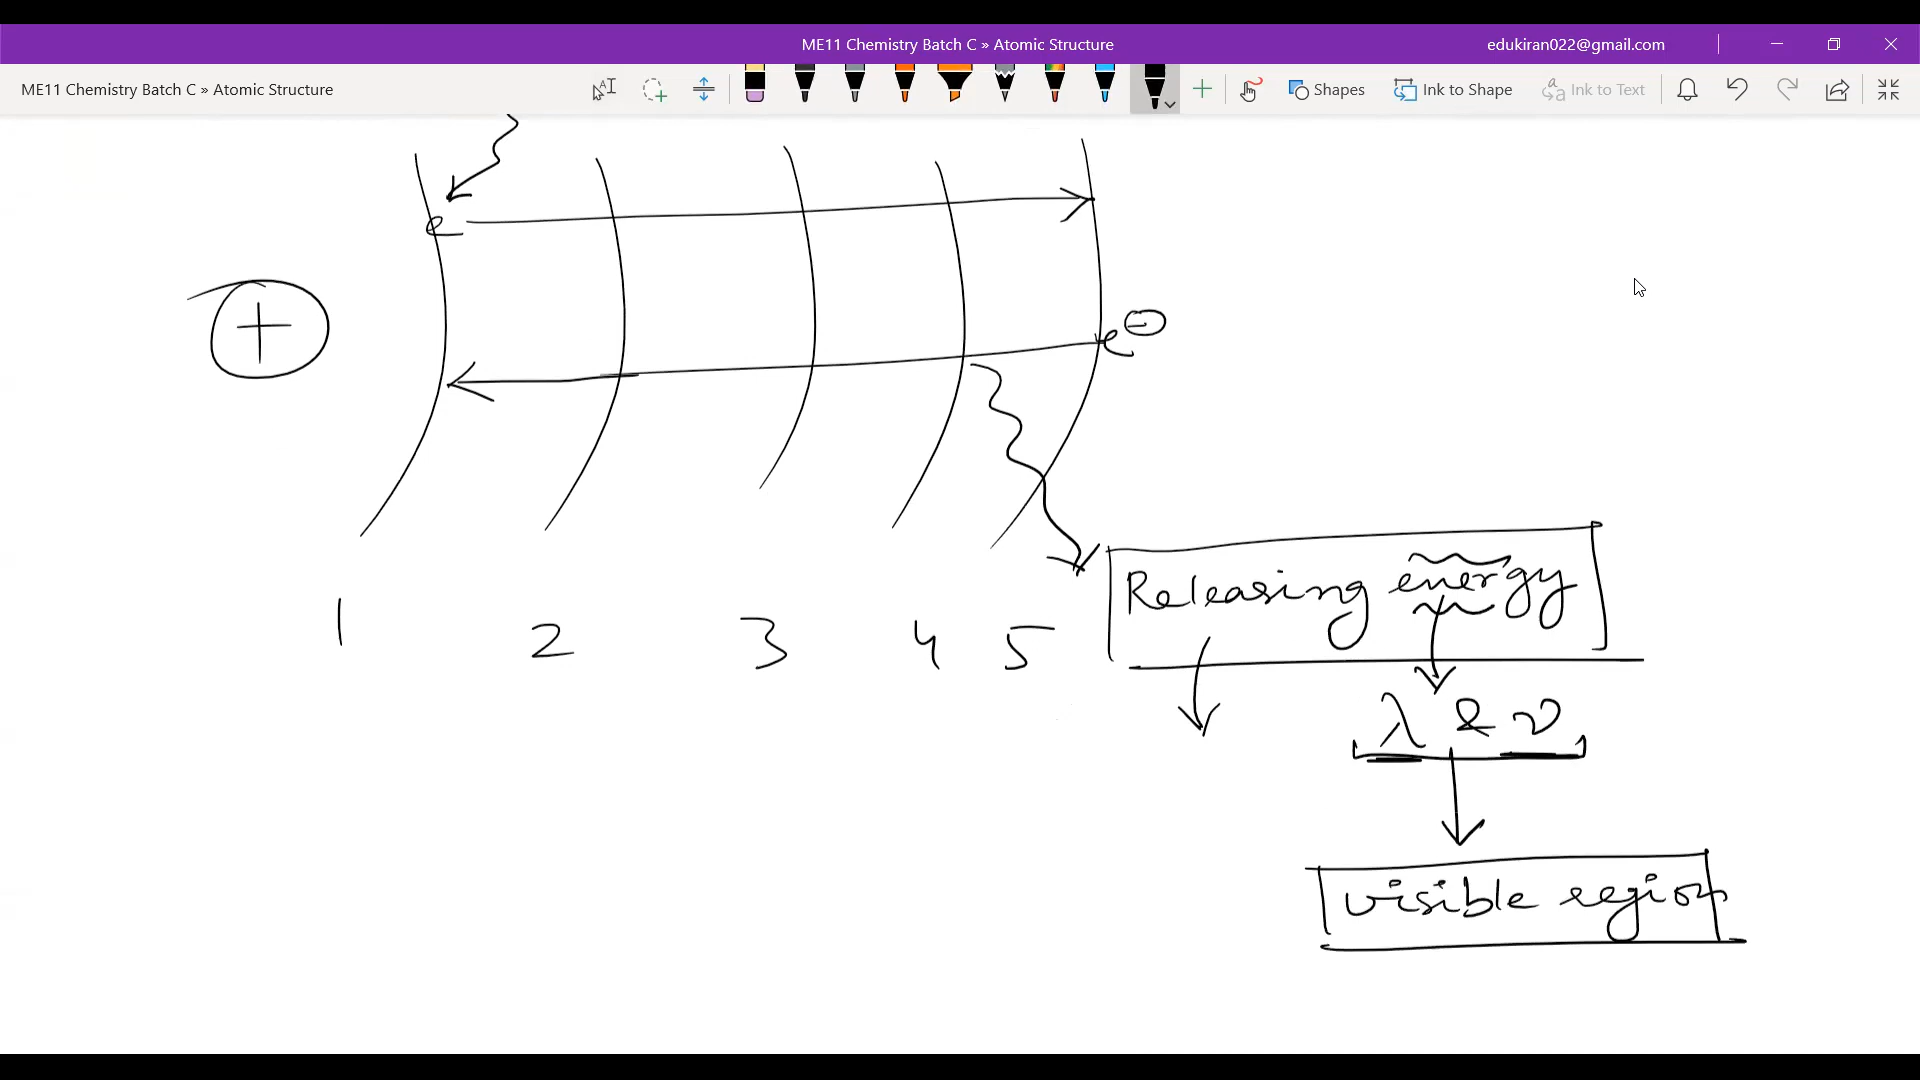 ME11 Chemistry Batch C » Atomic Structure
edukiran022@gmail.com
ME11 Chemistry Batch C » Atomic Structure
Shapes
Ink to Shape
Ink to Text
e
+
e⊖
1 2 3 4 5
Releasing energy
λ & ν
visible region